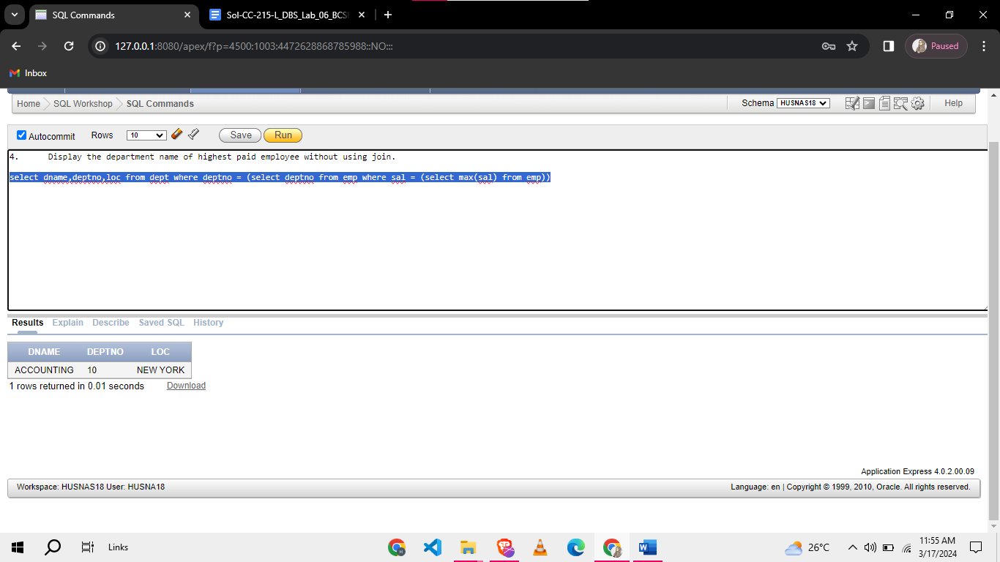 SQL Commands
Sol-CC-215-L_DBS_Lab_06_BCS
127.0.0.1:8080/apex/f?p=4500:1003:4472628868785988::NO:::
Paused
Inbox
Home SQL Workshop SQL Commands
Schema HUSNAS18 Help
Autocommit Rows 10 Save Run
4. Display the department name of highest paid employee without using join.
select dname,deptno,loc from dept where deptno = (select deptno from emp where sal = (select max(sal) from emp))
Results Explain Describe Saved SQL History
DNAME DEPTNO LOC
ACCOUNTING 10 NEW YORK
1 rows returned in 0.01 seconds Download
Application Express 4.0.2.00.09
Workspace: HUSNAS18 User: HUSNA18
Language: en | Copyright © 1999, 2010, Oracle. All rights reserved.
Links
26°C
11:55 AM
3/17/2024